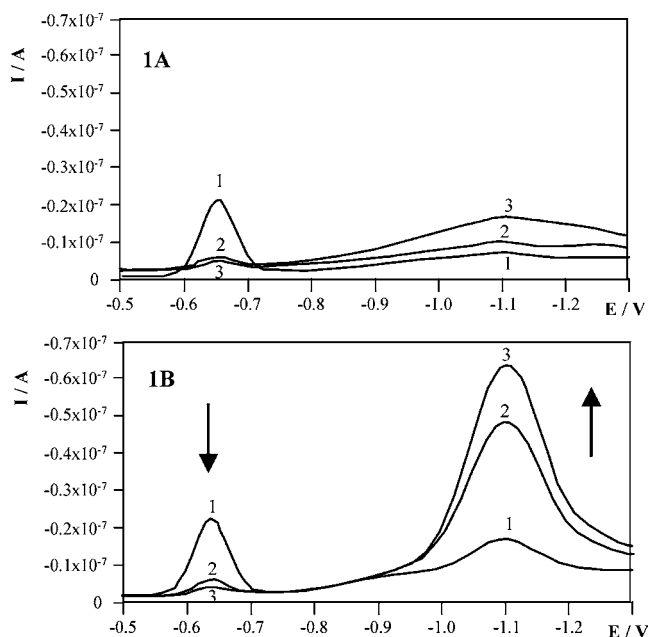 -0.7x10⁻⁷
I / A
1A
-0.6x10⁻⁷
-0.5x10⁻⁷
-0.4x10⁻⁷
-0.3x10⁻⁷
1
-0.2x10⁻⁷
3
2
-0.1x10⁻⁷
2
3
1
0
-0.5 -0.6 -0.7 -0.8 -0.9 -1.0 -1.1 -1.2
E / V
-0.7x10⁻⁷
I / A
1B
3
-0.6x10⁻⁷
-0.5x10⁻⁷
2
-0.4x10⁻⁷
-0.3x10⁻⁷
1
-0.2x10⁻⁷
1
-0.1x10⁻⁷
2
3
0
-0.5 -0.6 -0.7 -0.8 -0.9 -1.0 -1.1 -1.2
E / V